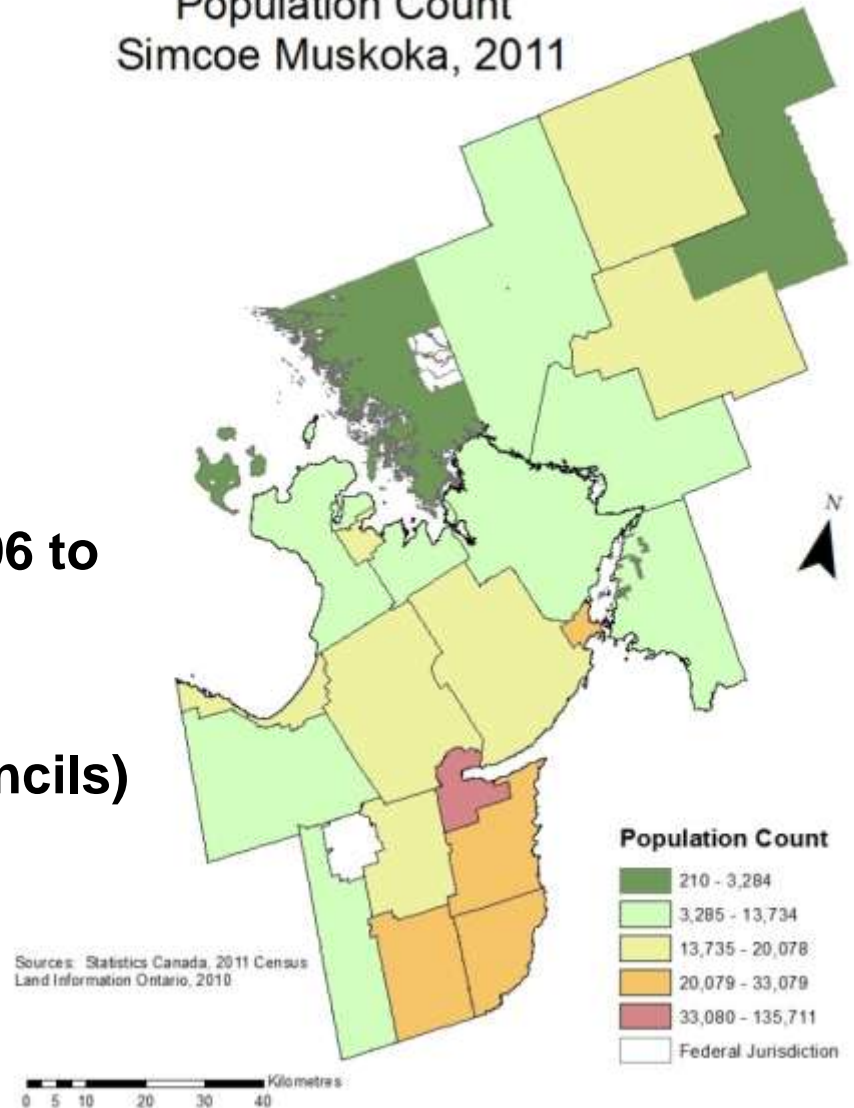 Population Count
Simcoe Muskoka, 2011
N
06 to
ncils)
Population Count
210 - 3,284
3,285 - 13,734
13,735 - 20,078
20,079 - 33,079
33,080 - 135,711
Federal Jurisdiction
Sources: Statistics Canada, 2011 Census
Land Information Ontario, 2010
Kilometres
0 5 10 20 30 40